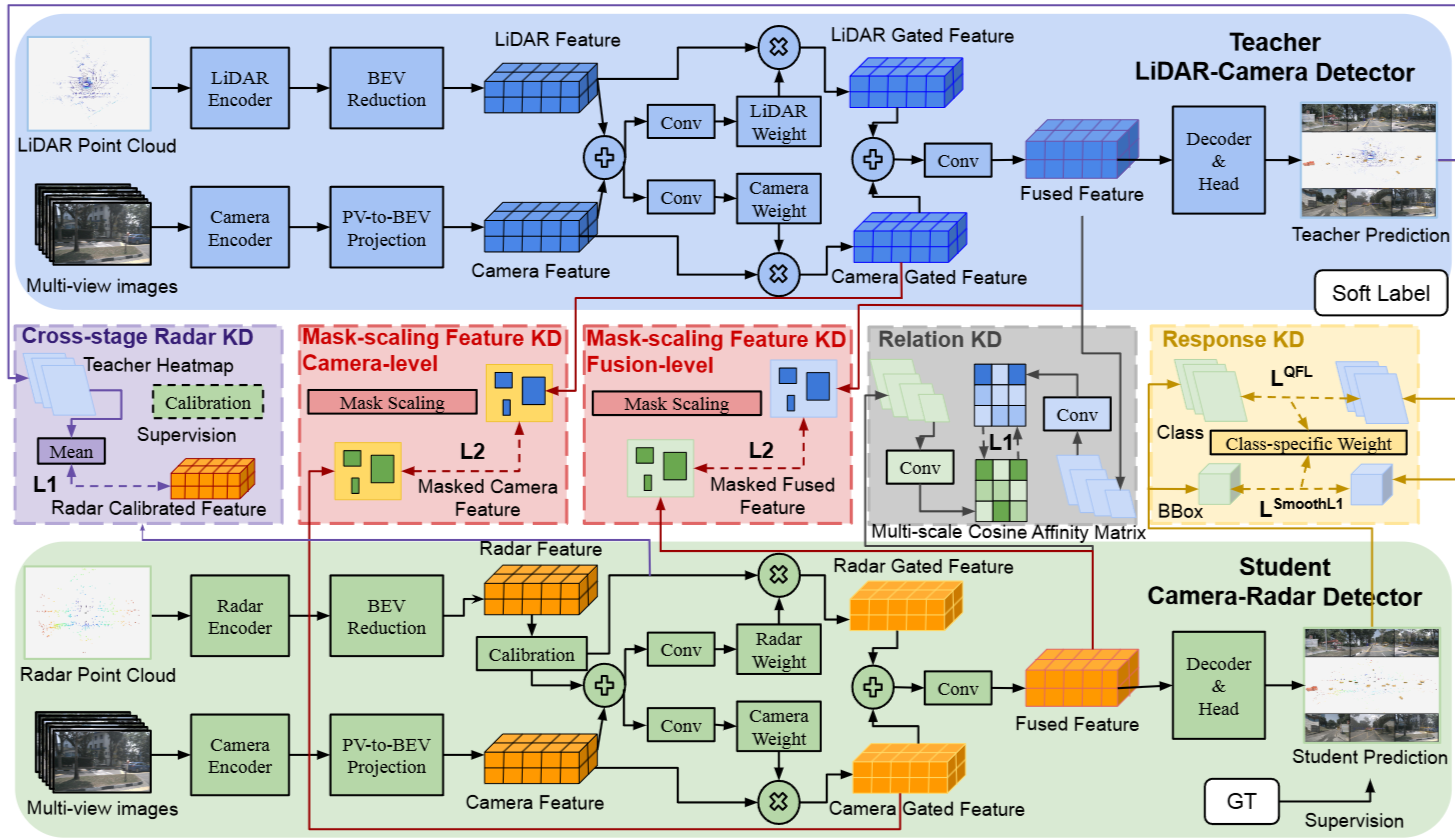 LiDAR Feature
LiDAR Gated Feature
Teacher
LiDAR-Camera Detector
LiDAR
Encoder
BEV
Reduction
Conv
LiDAR
Weight
LiDAR Point Cloud
Conv
Decoder
&
Head
Fused Feature
Camera
Encoder
PV-to-BEV
Projection
Conv
Camera
Weight
Teacher Prediction
Multi-view images
Camera Feature
Camera Gated Feature
Soft Label
Cross-stage Radar KD
Teacher Heatmap
Calibration
Supervision
Mean
L1
Radar Calibrated Feature
Mask-scaling Feature KD
Camera-level
Mask Scaling
L2
Masked Camera
Feature
Mask-scaling Feature KD
Fusion-level
Mask Scaling
L2
Masked Fused
Feature
Relation KD
Conv
L1
Conv
Multi-scale Cosine Affinity Matrix
Response KD
LQFL
Class
Class-specific Weight
BBox
LSmoothL1
Radar Feature
Radar Gated Feature
Student
Camera-Radar Detector
Radar
Encoder
BEV
Reduction
Calibration
Conv
Radar
Weight
Radar Point Cloud
Conv
Decoder
&
Head
Fused Feature
Camera
Encoder
PV-to-BEV
Projection
Conv
Camera
Weight
Student Prediction
Multi-view images
Camera Feature
Camera Gated Feature
GT
Supervision